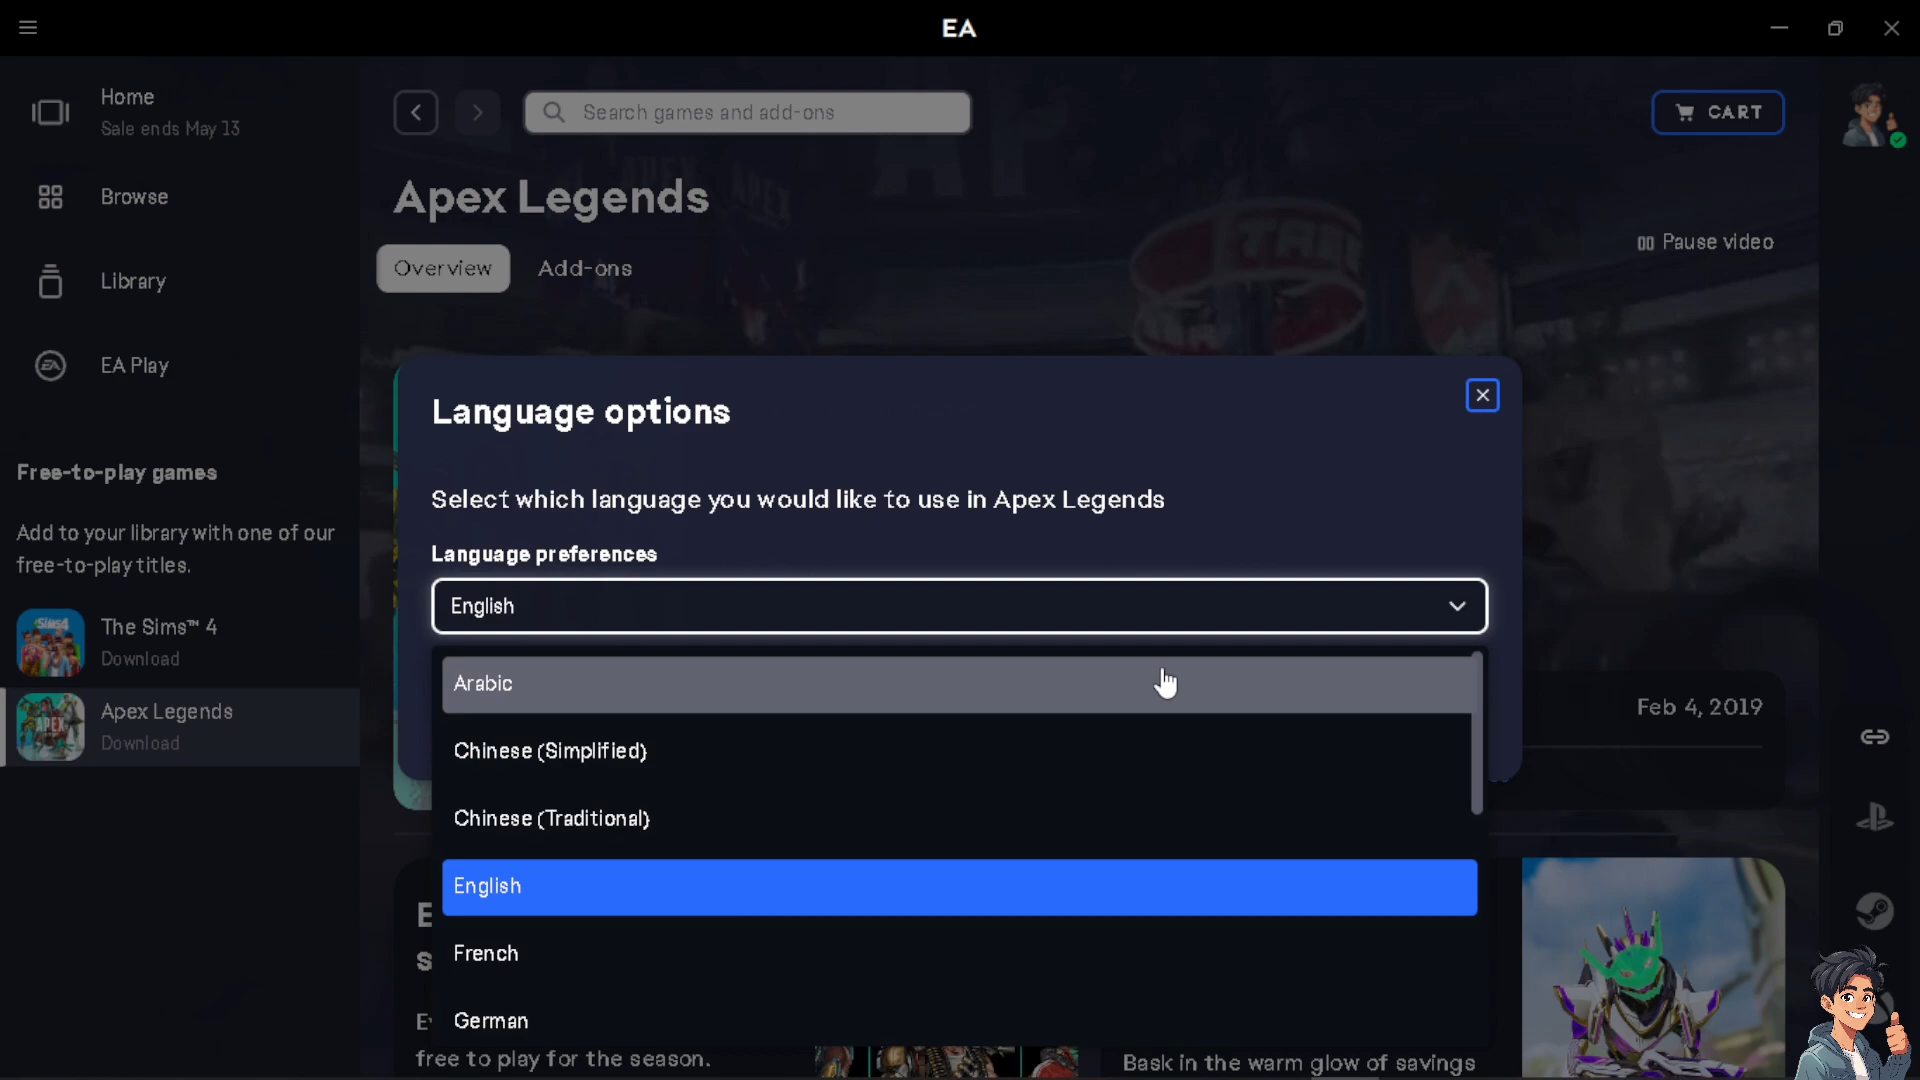 EA
Home
Sale ends May 13
Browse
Library
EA Play
Free-to-play games
Add to your library with one of our
free-to-play titles.
The Sims™ 4
Download
Apex Legends
Download
Search games and add-ons
CART
Apex Legends
Pause video
Overview
Add-ons
Language options
Select which language you would like to use in Apex Legends
Language preferences
English
Arabic
Chinese (Simplified)
Chinese (Traditional)
English
French
German
Feb 4, 2019
free to play for the season.
Bask in the warm glow of savings